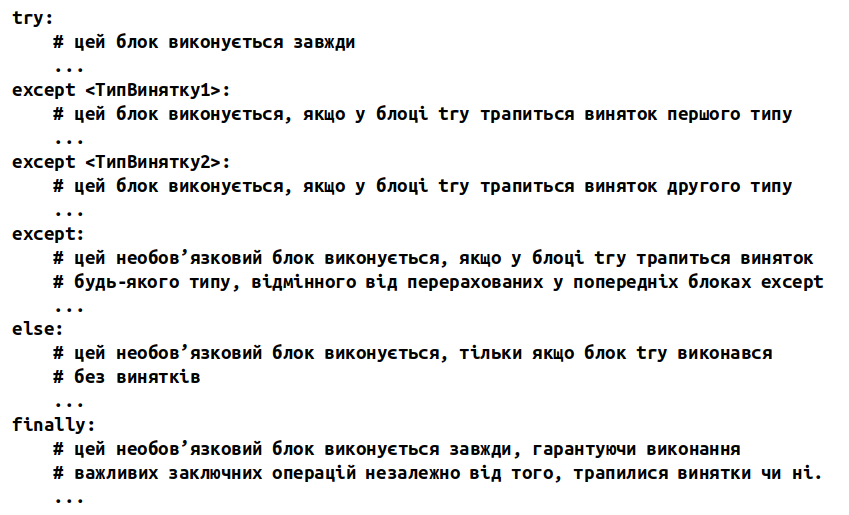 try:
    # цей блок виконується завжди
    ...
except <ТипВинятку1>:
    # цей блок виконується, якщо у блоці try трапиться виняток першого типу
    ...
except <ТипВинятку2>:
    # цей блок виконується, якщо у блоці try трапиться виняток другого типу
    ...
except:
    # цей необов’язковий блок виконується, якщо у блоці try трапиться виняток
    # будь-якого типу, відмінного від перерахованих у попередніх блоках except
    ...
else:
    # цей необов’язковий блок виконується, тільки якщо блок try виконався
    # без винятків
    ...
finally:
    # цей необов’язковий блок виконується завжди, гарантуючи виконання
    # важливих заключних операцій незалежно від того, трапилися винятки чи ні.
    ...